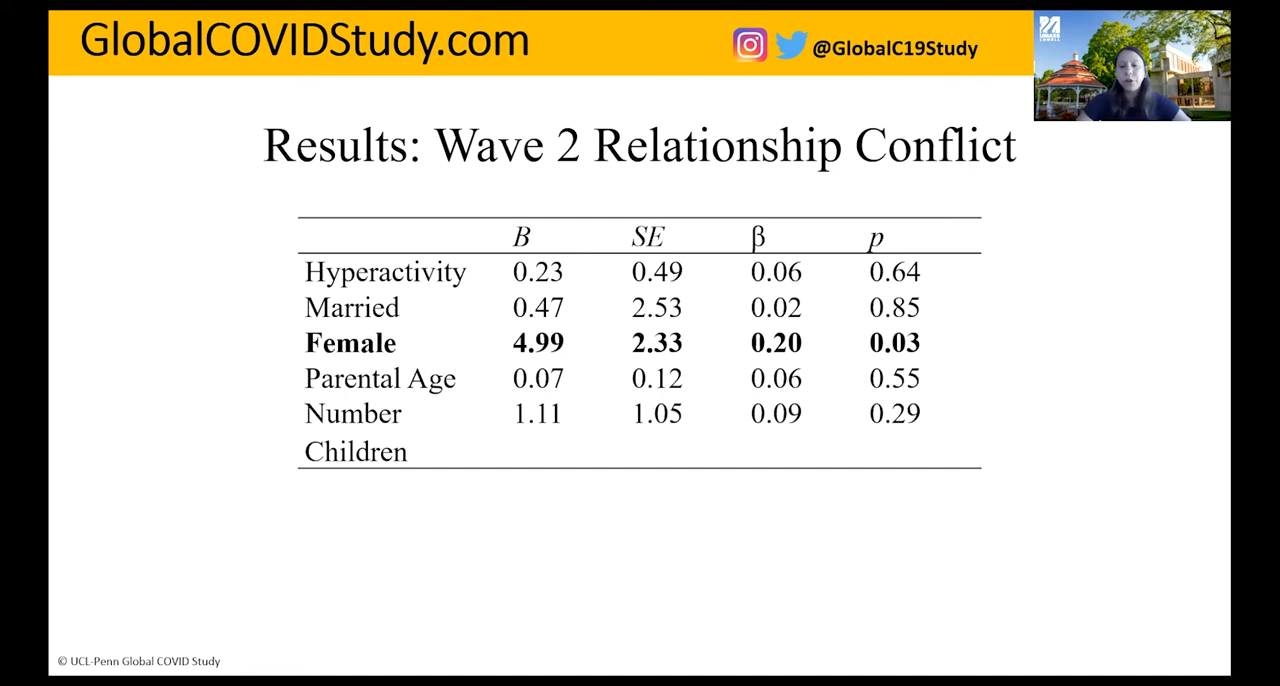 GlobalCOVIDStudy.com
@GlobalC19Study
UMASS
LOWELL
Results: Wave 2 Relationship Conflict
B SE β p
Hyperactivity 0.23 0.49 0.06 0.64
Married 0.47 2.53 0.02 0.85
Female 4.99 2.33 0.20 0.03
Parental Age 0.07 0.12 0.06 0.55
Number 1.11 1.05 0.09 0.29
Children
© UCL-Penn Global COVID Study